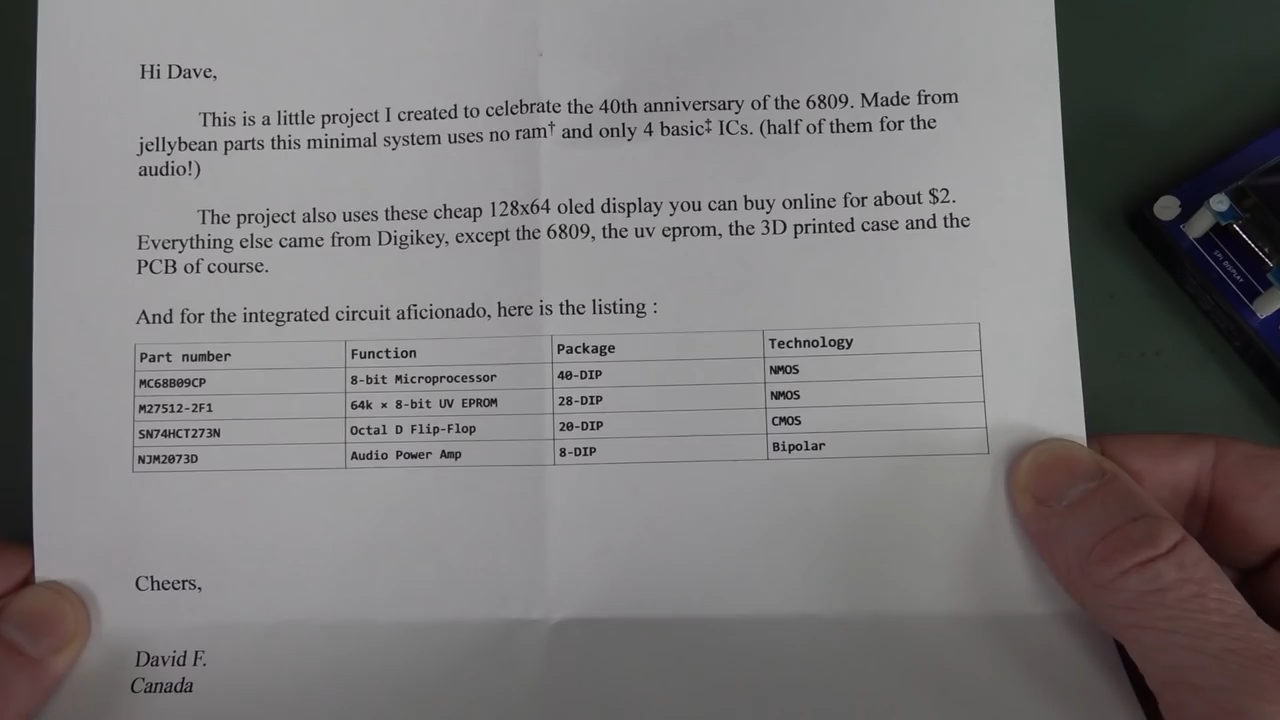 Hi Dave,
This is a little project I created to celebrate the 40th anniversary of the 6809. Made from
jellybean parts this minimal system uses no ram† and only 4 basic‡ ICs. (half of them for the
audio!)
The project also uses these cheap 128x64 oled display you can buy online for about $2.
Everything else came from Digikey, except the 6809, the uv eprom, the 3D printed case and the
PCB of course.
And for the integrated circuit aficionado, here is the listing :
Part number Function Package Technology
MC68B09CP 8-bit Microprocessor 40-DIP NMOS
M27512-2F1 64k × 8-bit UV EPROM 28-DIP NMOS
SN74HCT273N Octal D Flip-Flop 20-DIP CMOS
NJM2073D Audio Power Amp 8-DIP Bipolar
Cheers,
David F.
Canada
SPI DISPLAY